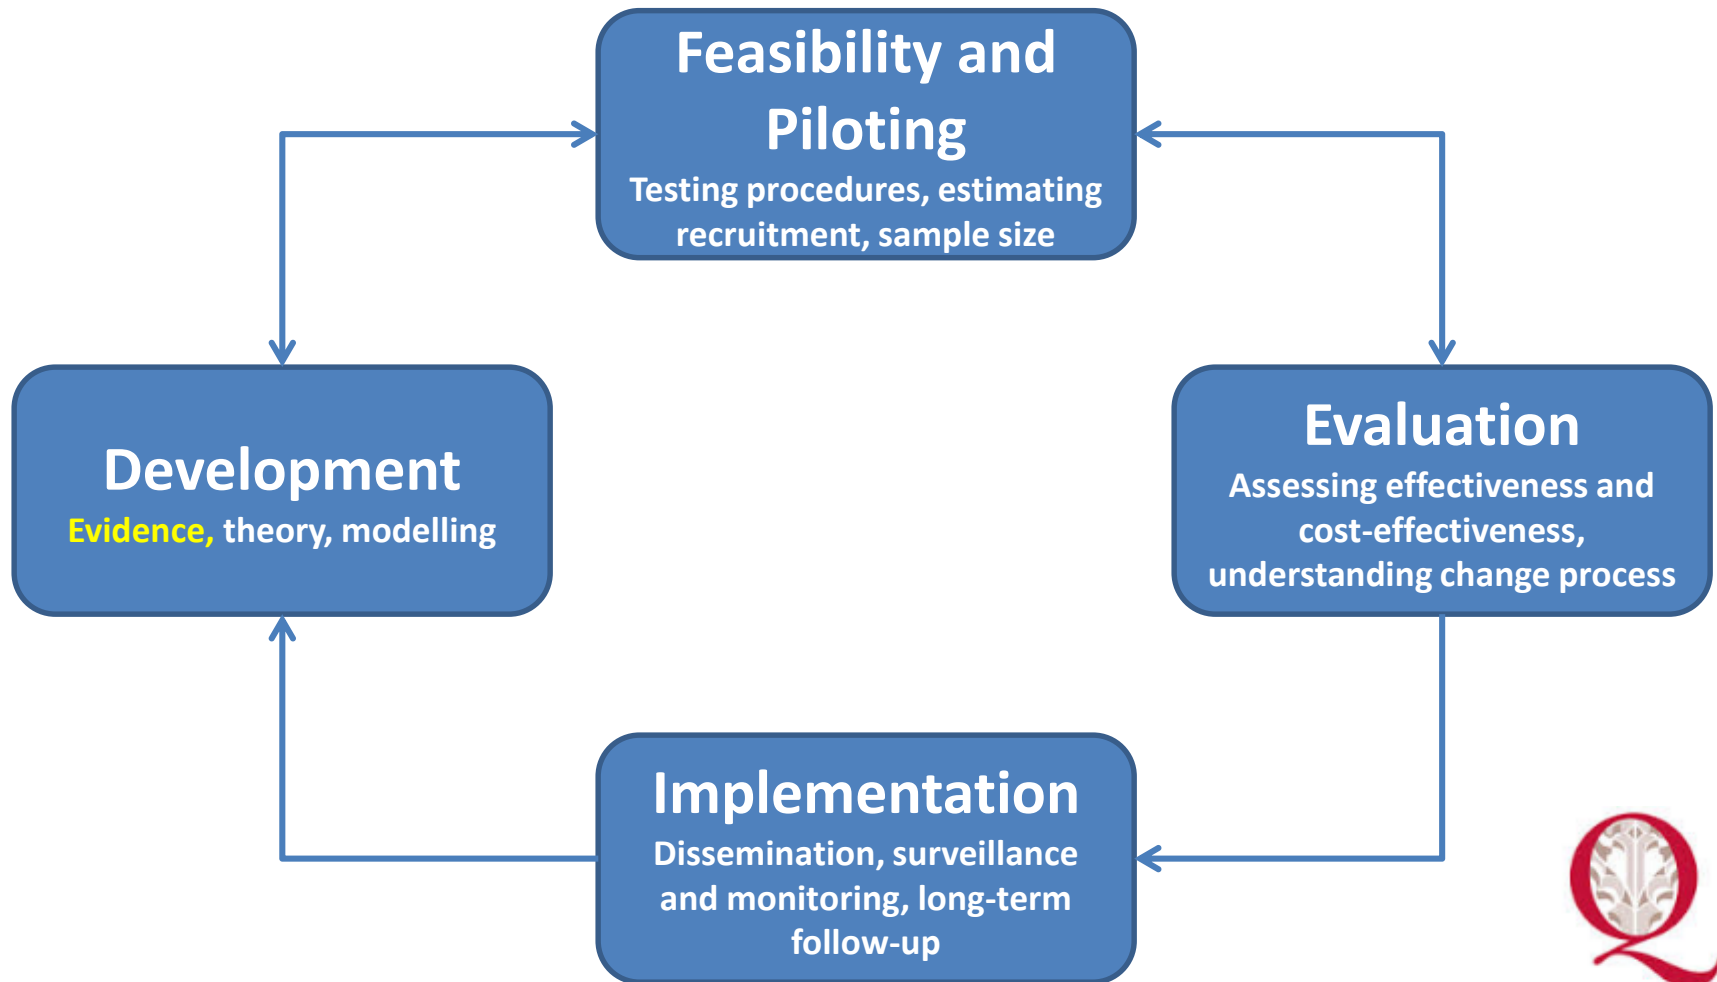 Feasibility and
Piloting
Testing procedures, estimating
recruitment, sample size
Development
Evidence, theory, modelling
Evaluation
Assessing effectiveness and
cost-effectiveness,
understanding change process
Implementation
Dissemination, surveillance
and monitoring, long-term
follow-up
Q